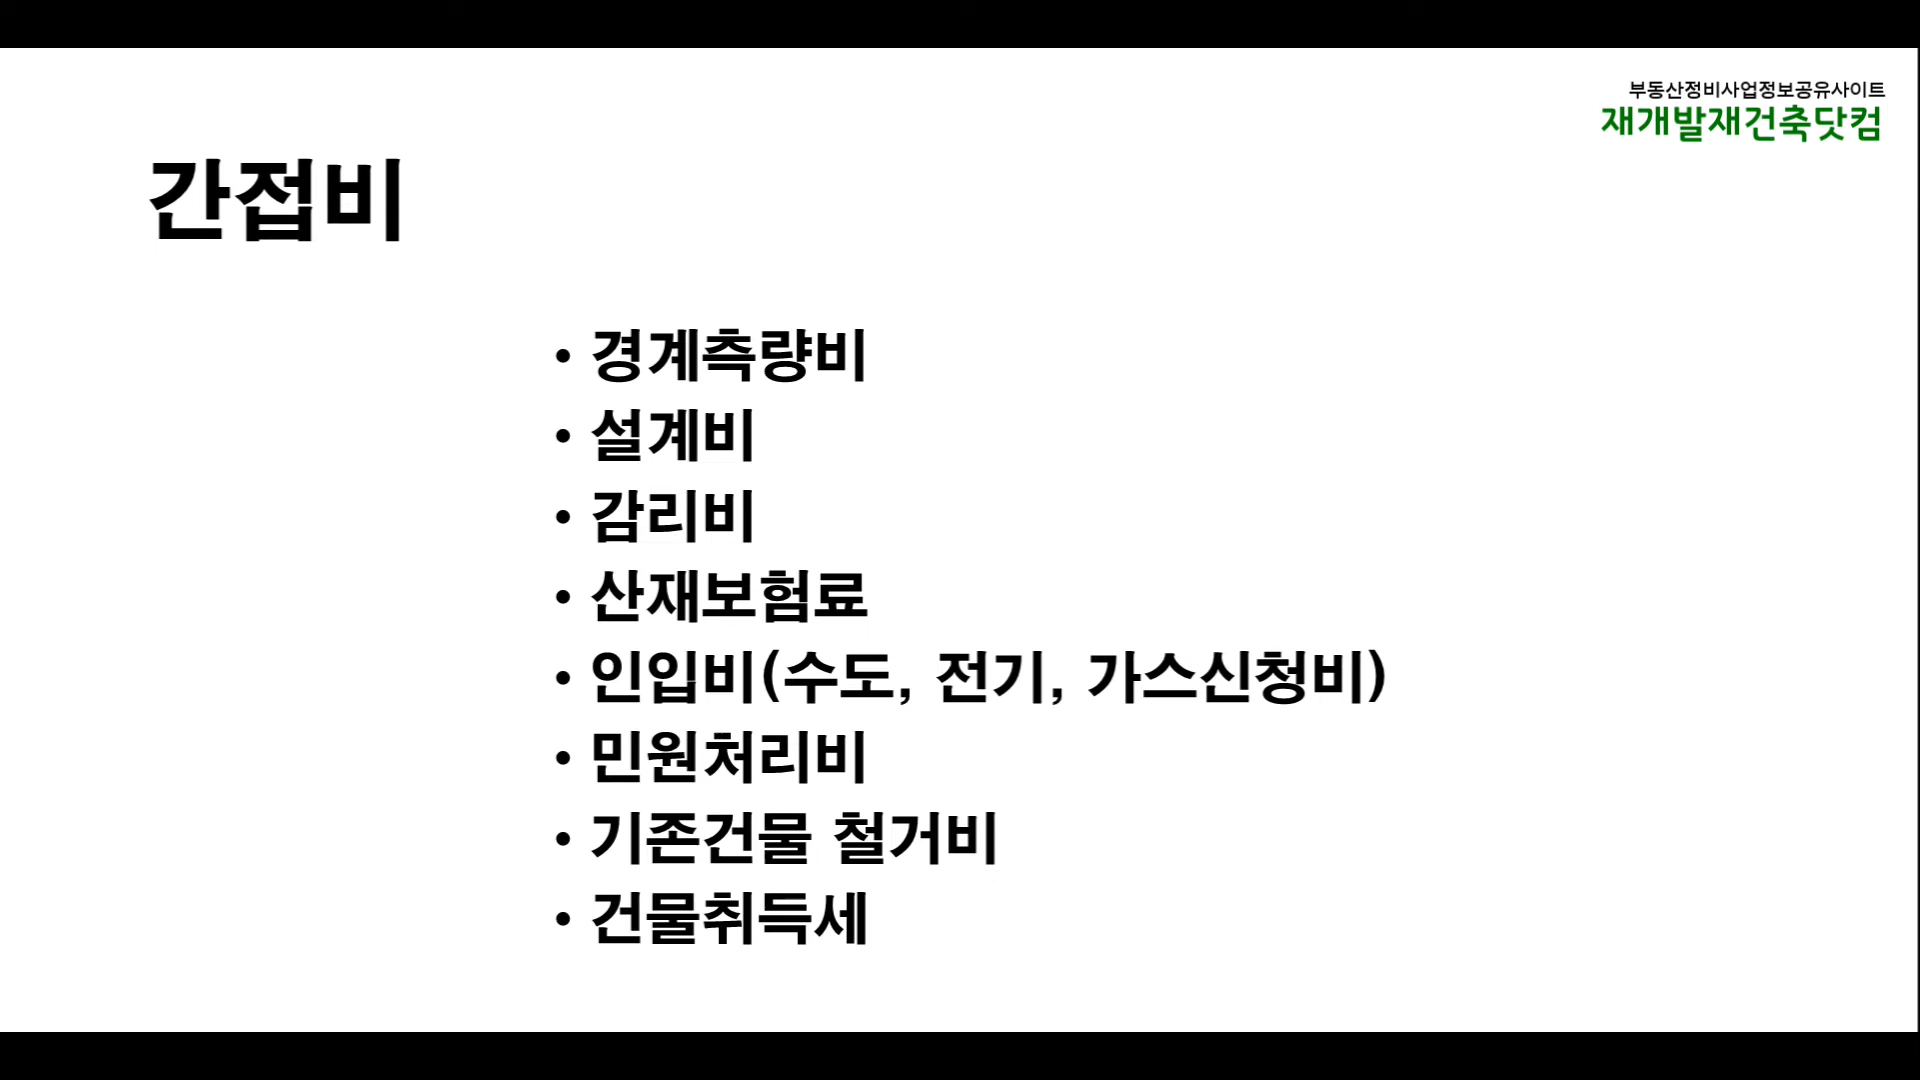 부동산정비사업정보공유사이트
재개발재건축닷컴
간접비
• 경계측량비
• 설계비
• 감리비
• 산재보험료
• 인입비(수도, 전기, 가스신청비)
• 민원처리비
• 기존건물 철거비
• 건물취득세